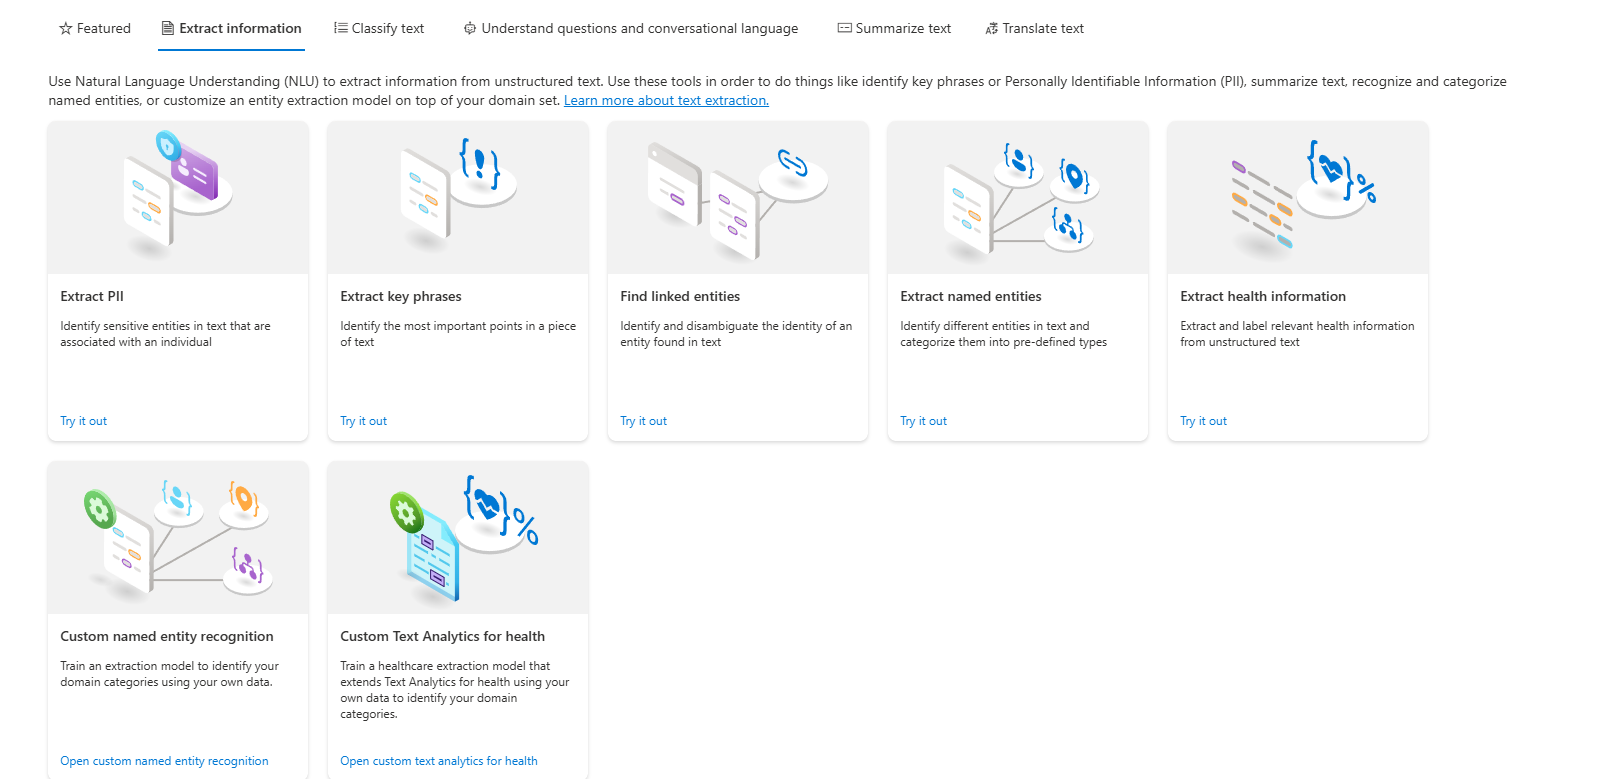 Featured
Extract information
Classify text
Understand questions and conversational language
Summarize text
Translate text
Use Natural Language Understanding (NLU) to extract information from unstructured text. Use these tools in order to do things like identify key phrases or Personally Identifiable Information (PII), summarize text, recognize and categorize
named entities, or customize an entity extraction model on top of your domain set. Learn more about text extraction.
Extract PII
Identify sensitive entities in text that are
associated with an individual
Try it out
Extract key phrases
Identify the most important points in a piece
of text
Try it out
Find linked entities
Identify and disambiguate the identity of an
entity found in text
Try it out
Extract named entities
Identify different entities in text and
categorize them into pre-defined types
Try it out
Extract health information
Extract and label relevant health information
from unstructured text
Try it out
Custom named entity recognition
Train an extraction model to identify your
domain categories using your own data.
Open custom named entity recognition
Custom Text Analytics for health
Train a healthcare extraction model that
extends Text Analytics for health using your
own data to identify your domain
categories.
Open custom text analytics for health